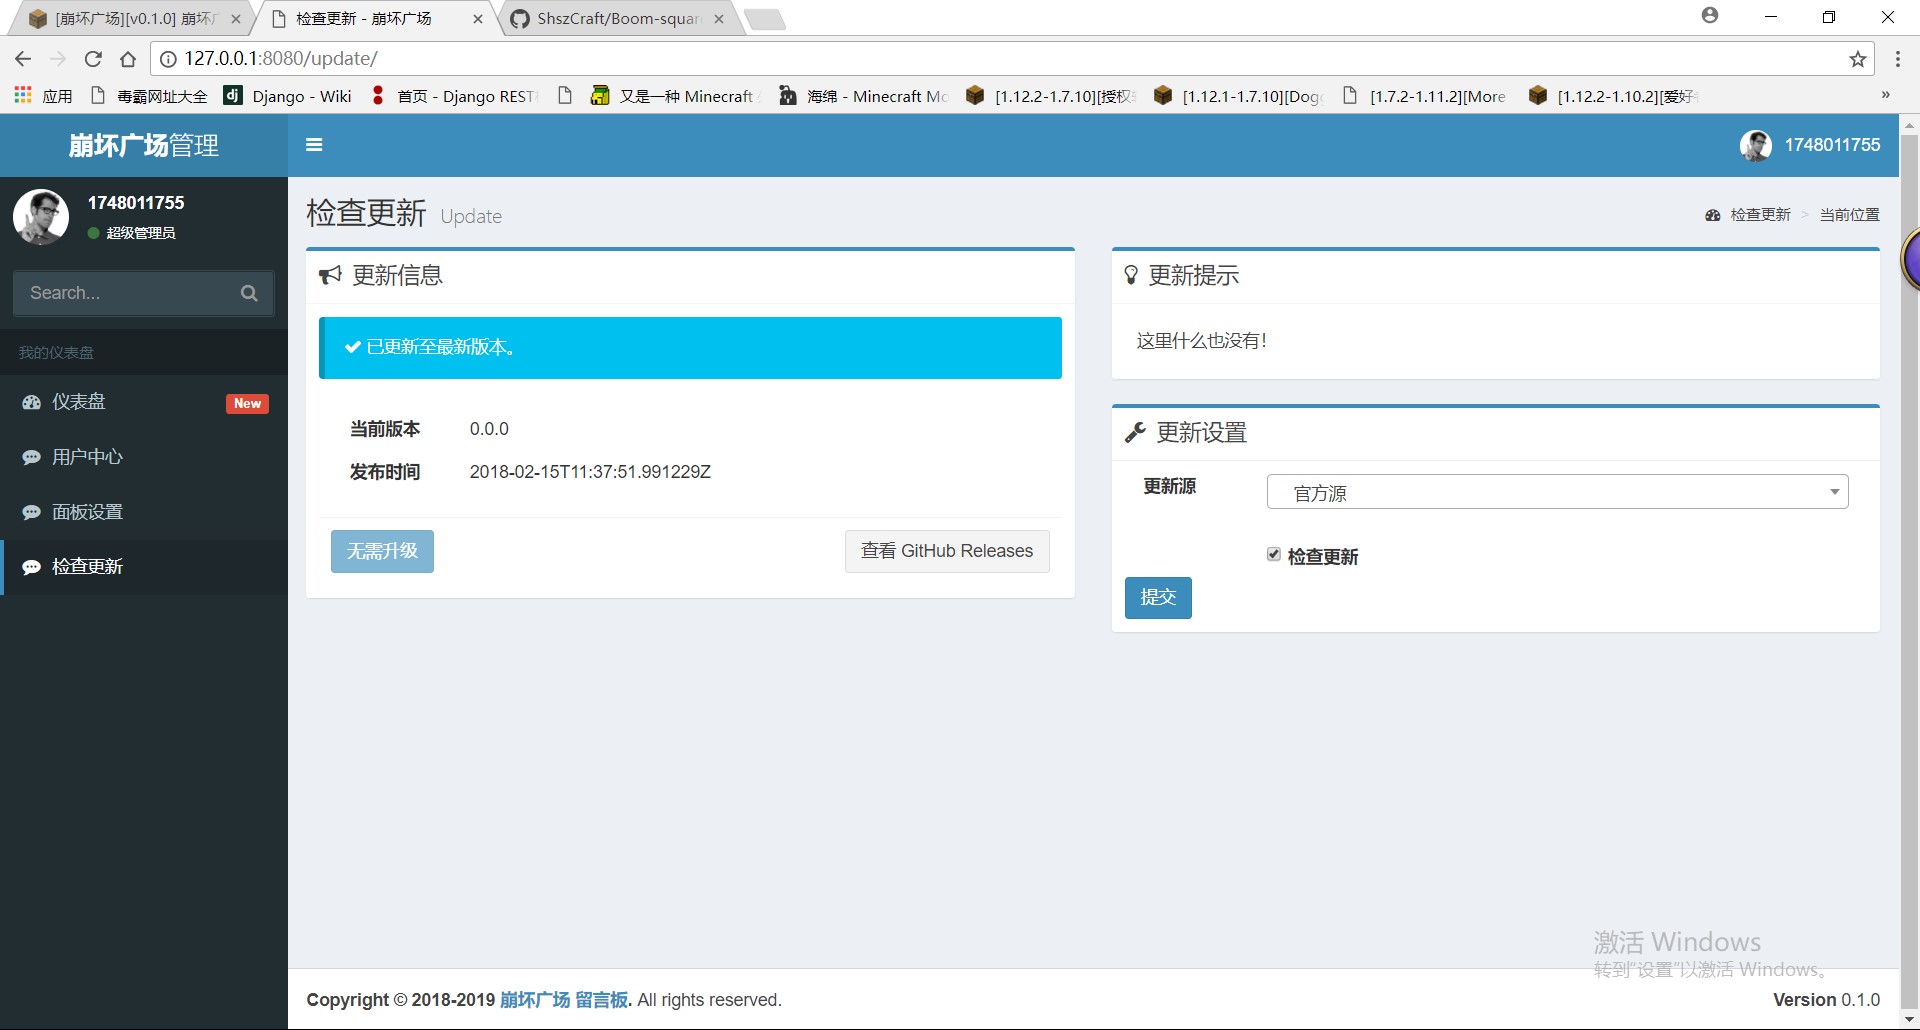 [崩坏广场][v0.1.0] 崩坏广
检查更新 - 崩坏广场
ShszCraft/Boom-squar
127.0.0.1:8080/update/
应用
毒霸网址大全
Django - Wiki
首页 - Django REST
又是一种 Minecraft
海绵 - Minecraft Mo
[1.12.2-1.7.10][授权
[1.12.1-1.7.10][Dog
[1.7.2-1.11.2][More
[1.12.2-1.10.2][爱好
»
崩坏广场管理
1748011755
1748011755
超级管理员
Search...
我的仪表盘
仪表盘 New
用户中心
面板设置
检查更新
检查更新 Update
检查更新 > 当前位置
更新信息
已更新至最新版本。
当前版本 0.0.0
发布时间 2018-02-15T11:37:51.991229Z
无需升级 查看 GitHub Releases
更新提示
这里什么也没有!
更新设置
更新源 官方源
检查更新
提交
激活 Windows
转到"设置"以激活 Windows。
Copyright © 2018-2019 崩坏广场 留言板. All rights reserved.
Version 0.1.0